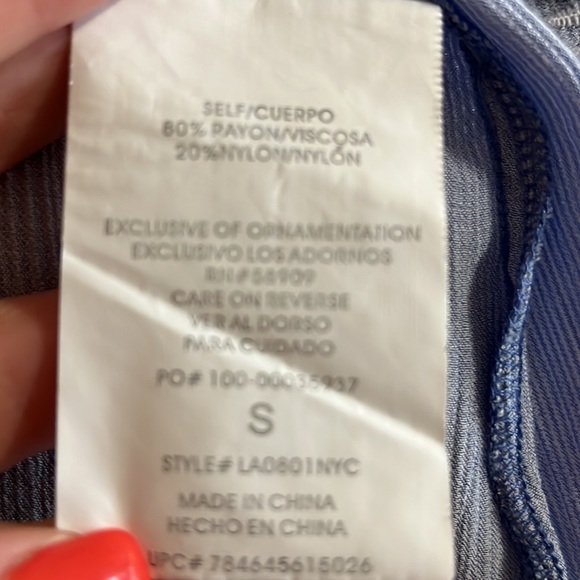 SELF/CUERPO
80% RAYON/VISCOSA
20%NYLON/NYLÓN
EXCLUSIVE OF ORNAMENTATION
EXCLUSIVO LOS ADORNOS
RN#58909
CARE ON REVERSE
VER AL DORSO
PARA CUIDADO
PO# 100-00035937
S
STYLE# LA0801NYC
MADE IN CHINA
HECHO EN CHINA
UPC# 784645615026